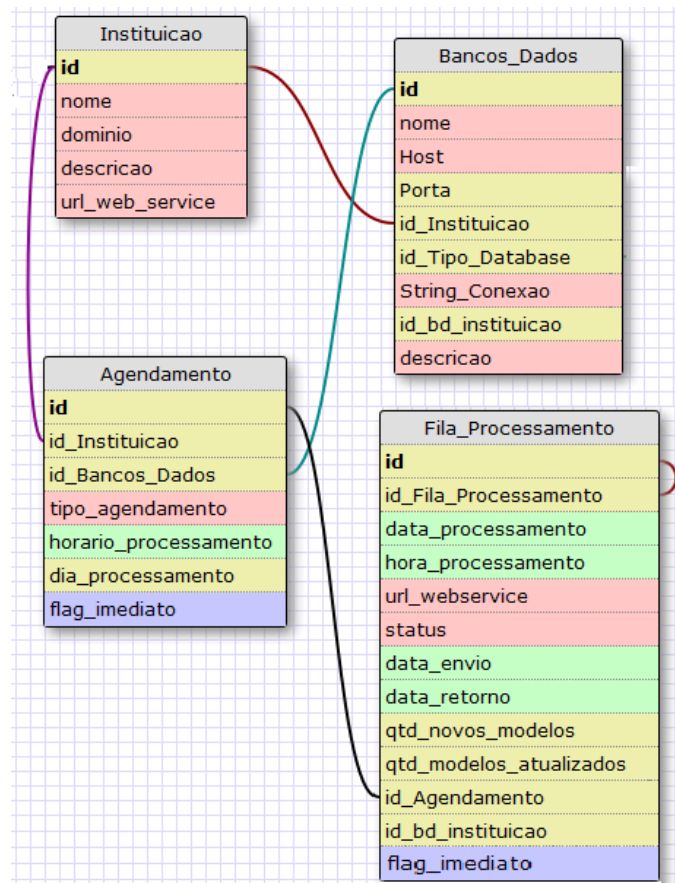 Instituicao
id
nome
dominio
descricao
url_web_service
Bancos_Dados
id
nome
Host
Porta
id_Instituicao
id_Tipo_Database
String_Conexao
id_bd_instituicao
descricao
Agendamento
id
id_Instituicao
id_Bancos_Dados
tipo_agendamento
horario_processamento
dia_processamento
flag_imediato
Fila_Processamento
id
id_Fila_Processamento
data_processamento
hora_processamento
url_webservice
status
data_envio
data_retorno
qtd_novos_modelos
qtd_modelos_atualizados
id_Agendamento
id_bd_instituicao
flag_imediato